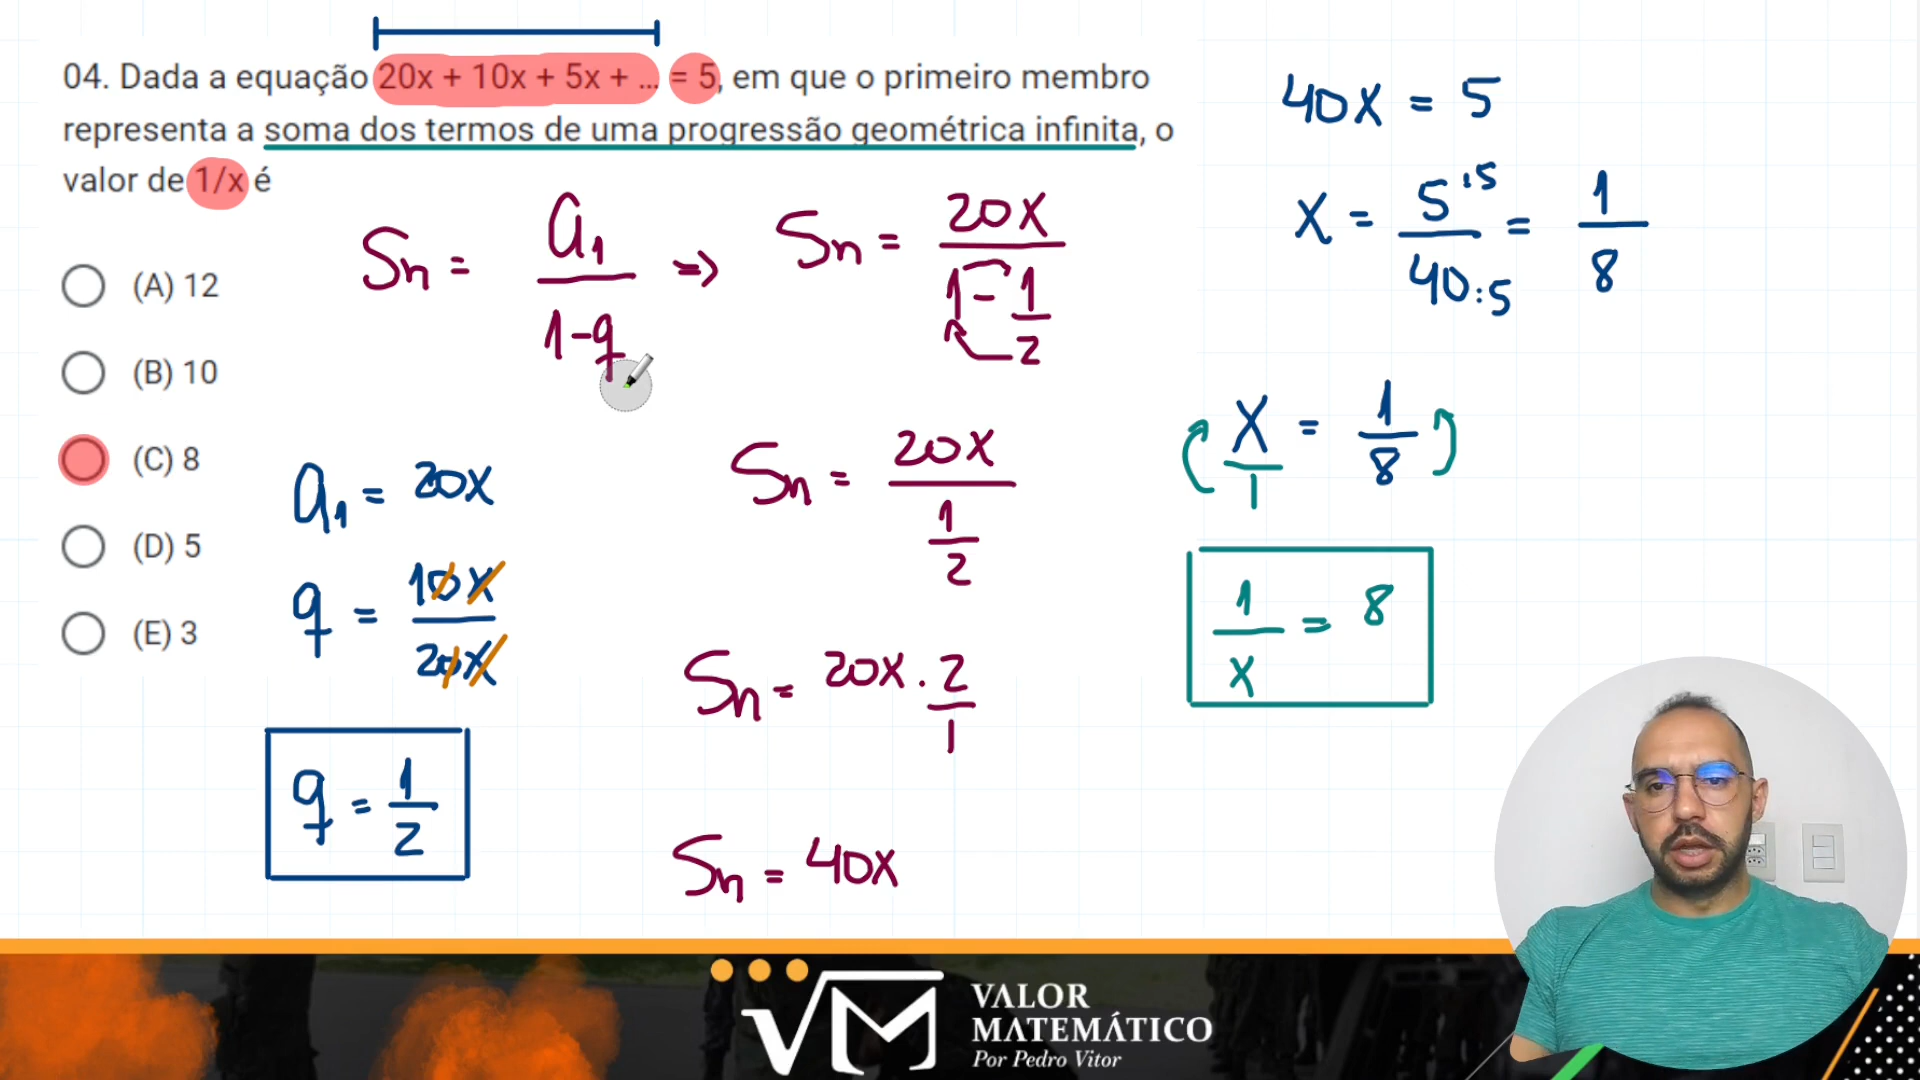 04. Dada a equação 20x + 10x + 5x + ... = 5, em que o primeiro membro
representa a soma dos termos de uma progressão geométrica infinita, o
valor de 1/x é
(A) 12
(B) 10
(C) 8
(D) 5
(E) 3
Sn = a1/(1-q) => Sn = 20x/(1 - 1/2)
a1 = 20x
q = 10x/20x
q = 1/2
Sn = 20x/(1/2)
Sn = 20x . 2/1
Sn = 40x
40x = 5
x = 5:5/40:5 = 1/8
x/1 = 1/8
1/x = 8
VM
VALOR
MATEMÁTICO
Por Pedro Vitor